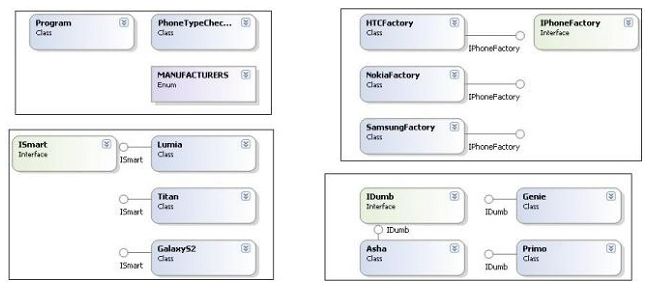 Program
Class
PhoneTypeChec...
Class
MANUFACTURERS
Enum
HTCFactory
Class
IPhoneFactory
IPhoneFactory
Interface
NokiaFactory
Class
IPhoneFactory
SamsungFactory
Class
IPhoneFactory
ISmart
Interface
ISmart
Lumia
Class
ISmart
Titan
Class
ISmart
GalaxyS2
Class
IDumb
Interface
IDumb
Genie
Class
IDumb
Asha
Class
IDumb
Primo
Class